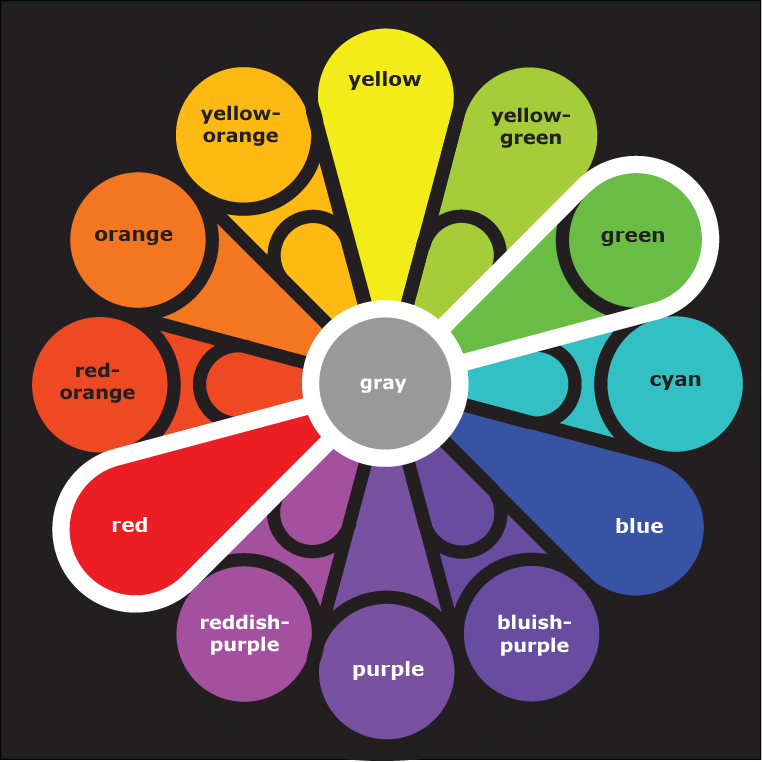 yellow
yellow–
orange
yellow–
green
orange
green
red–
orange
gray
cyan
red
blue
reddish–
purple
bluish–
purple
purple